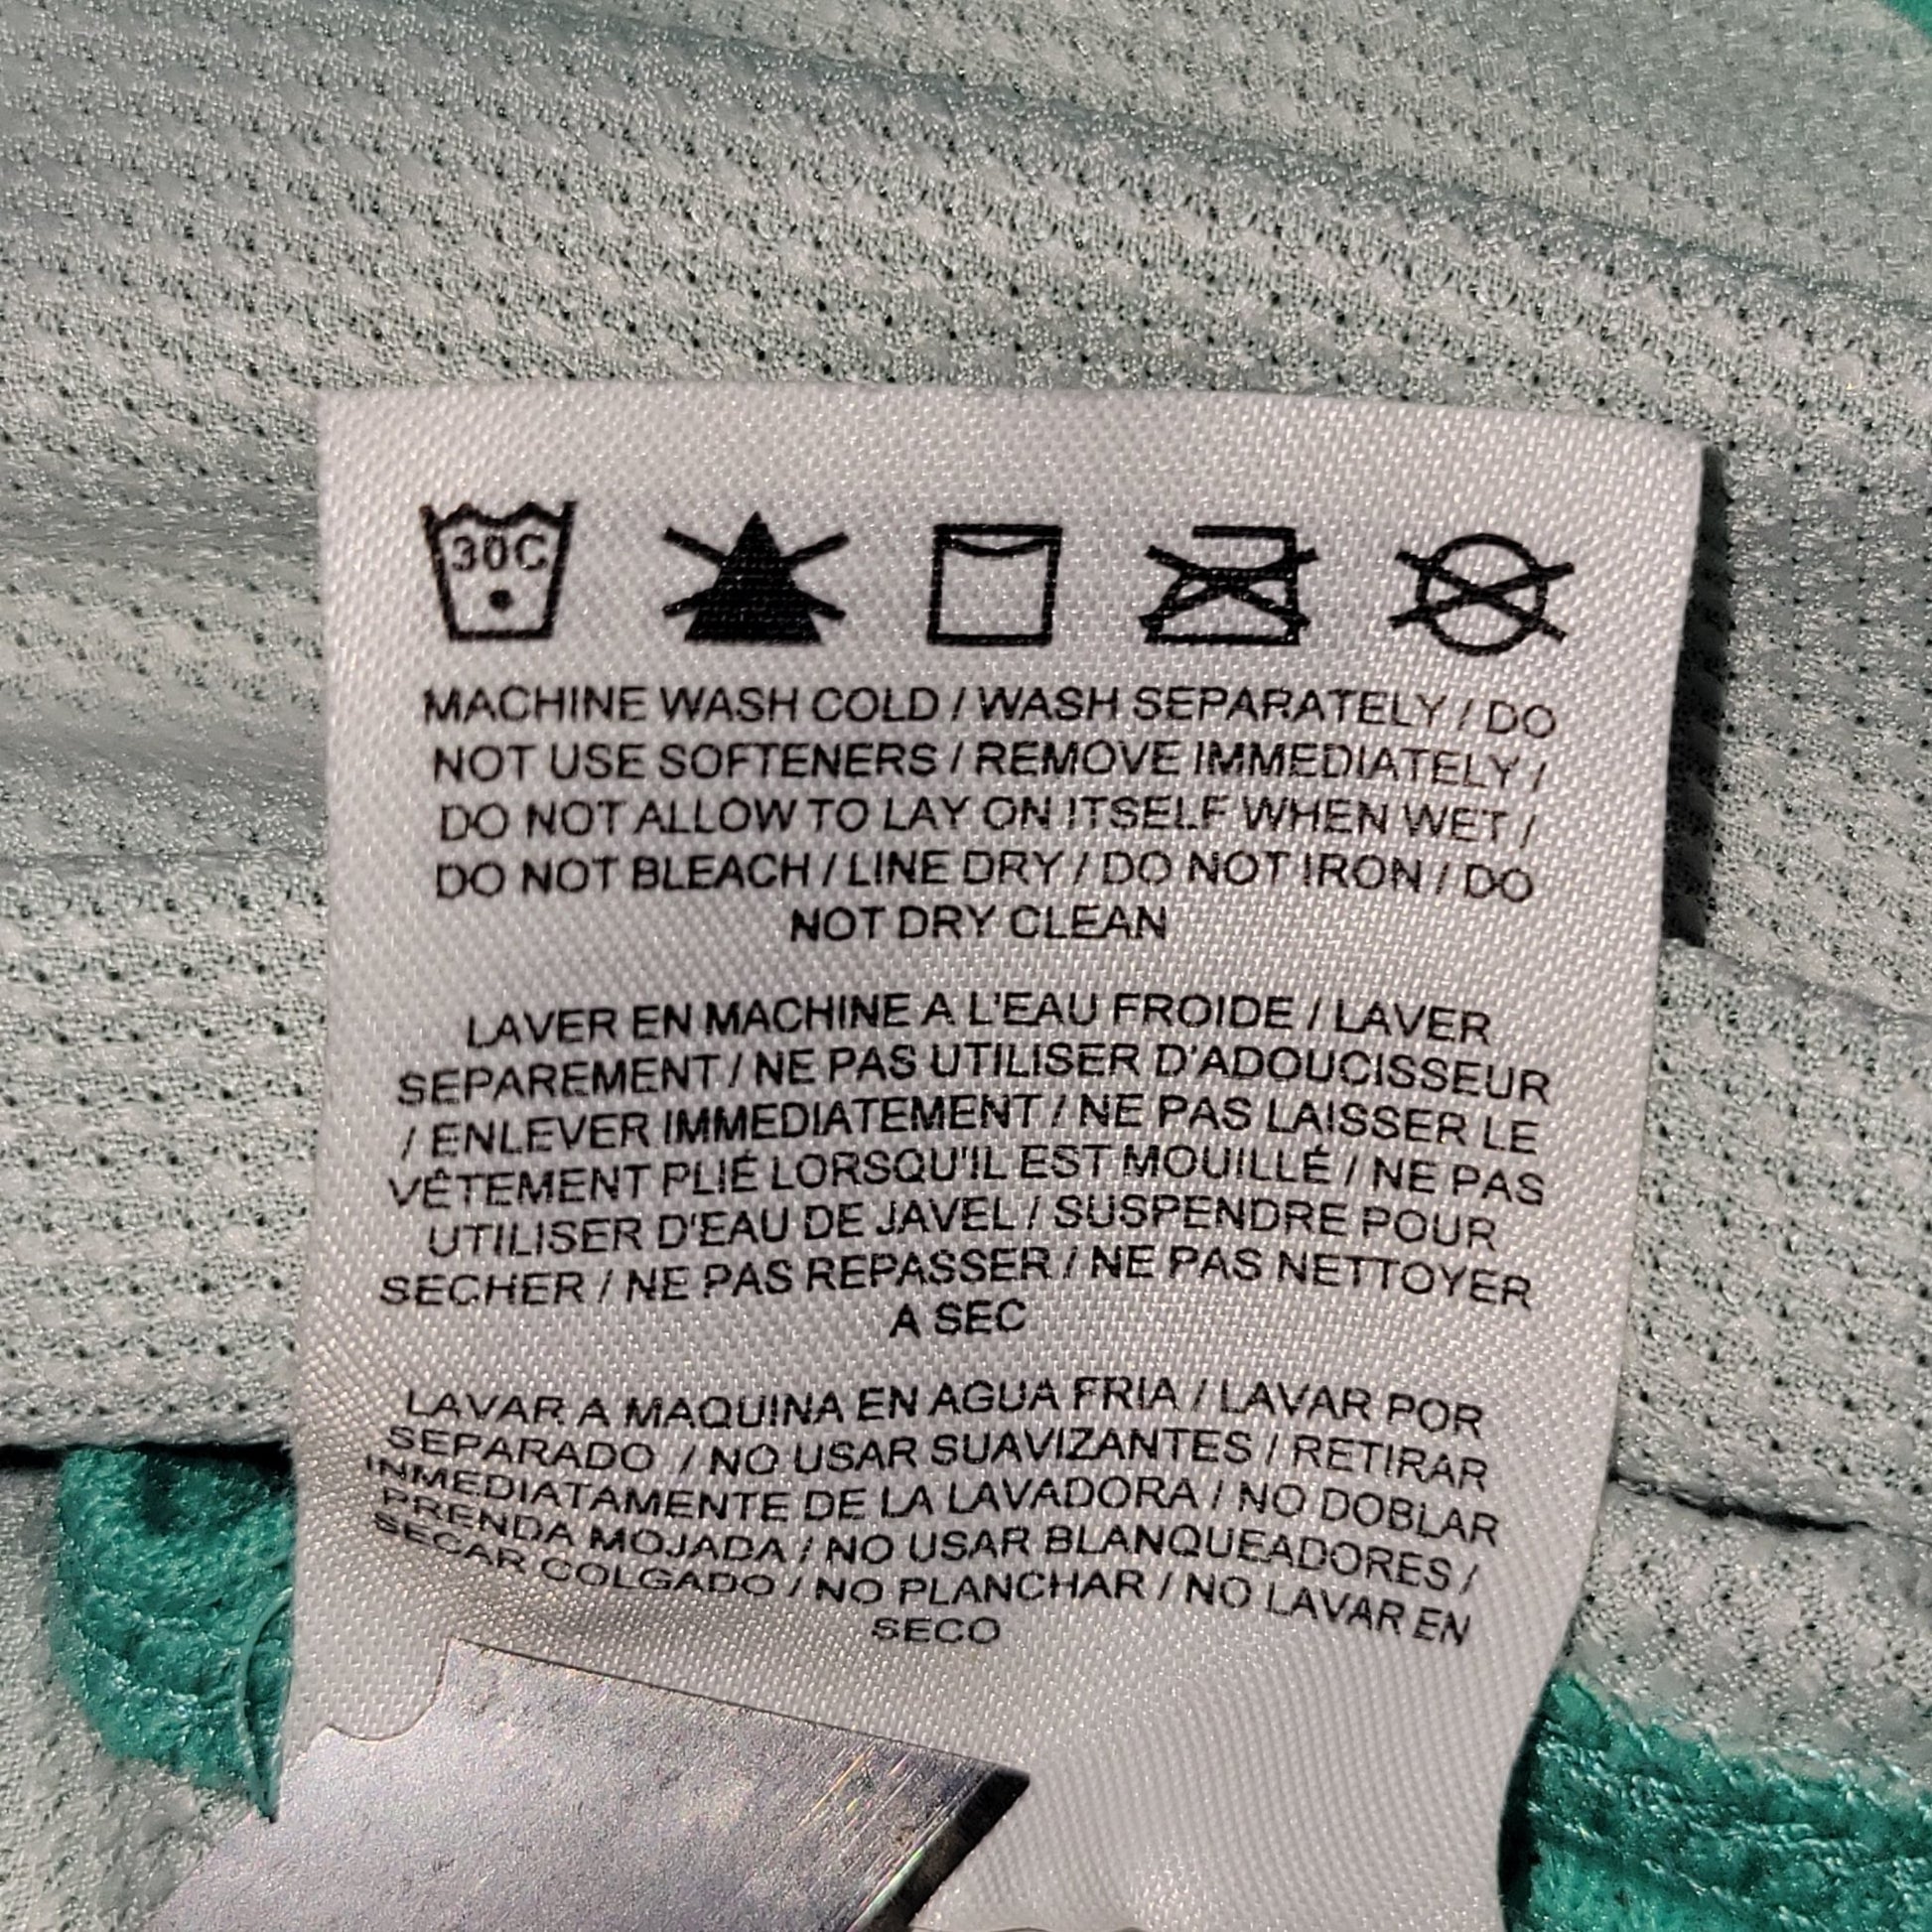 30C
MACHINE WASH COLD / WASH SEPARATELY / DO
NOT USE SOFTENERS / REMOVE IMMEDIATELY /
DO NOT ALLOW TO LAY ON ITSELF WHEN WET /
DO NOT BLEACH / LINE DRY / DO NOT IRON / DO
NOT DRY CLEAN
LAVER EN MACHINE A L'EAU FROIDE / LAVER
SEPAREMENT / NE PAS UTILISER D'ADOUCISSEUR
/ ENLEVER IMMEDIATEMENT / NE PAS LAISSER LE
VÊTEMENT PLIÉ LORSQU'IL EST MOUILLÉ / NE PAS
UTILISER D'EAU DE JAVEL / SUSPENDRE POUR
SECHER / NE PAS REPASSER / NE PAS NETTOYER
A SEC
LAVAR A MAQUINA EN AGUA FRIA / LAVAR POR
SEPARADO / NO USAR SUAVIZANTES / RETIRAR
INMEDIATAMENTE DE LA LAVADORA / NO DOBLAR
PRENDA MOJADA / NO USAR BLANQUEADORES /
SECAR COLGADO / NO PLANCHAR / NO LAVAR EN
SECO